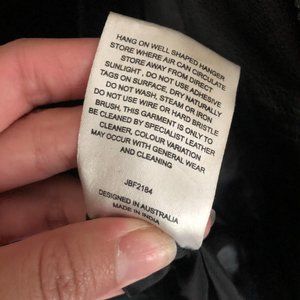 HANG ON WELL SHAPED HANGER
STORE WHERE AIR CAN CIRCULATE
STORE AWAY FROM DIRECT
SUNLIGHT , DO NOT USE ADHESIVE
TAGS ON SURFACE, DRY NATURALLY
DO NOT WASH, STEAM OR IRON
DO NOT USE WIRE OR HARD BRISTLE
BRUSH, THIS GARMENT IS ONLY TO
BE CLEANED BY SPECIALIST LEATHER
CLEANER, COLOUR VARIATION
MAY OCCUR WITH GENERAL WEAR
AND CLEANING
JBF2184
DESIGNED IN AUSTRALIA
MADE IN INDIA